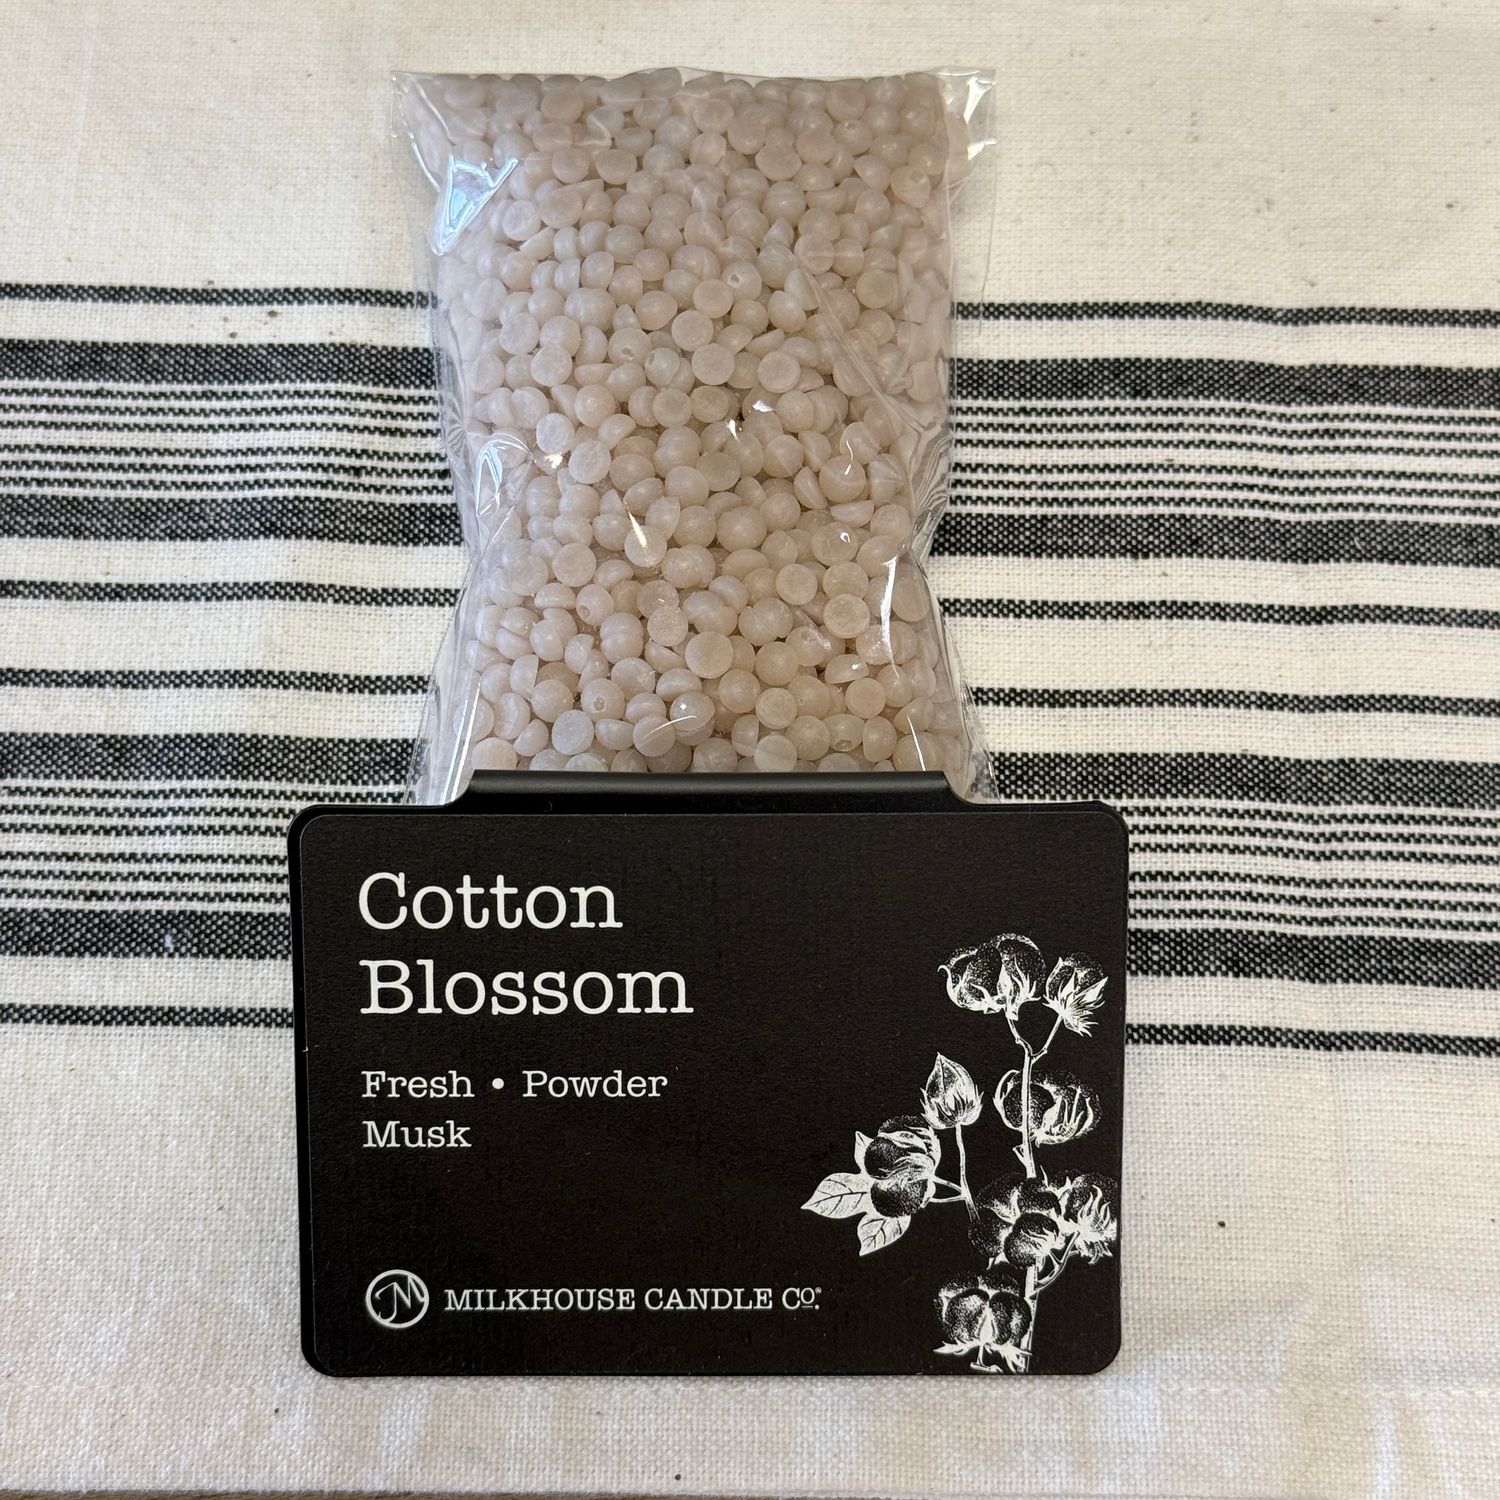 Cotton
Blossom
Fresh • Powder
Musk
M MILKHOUSE CANDLE CO.®